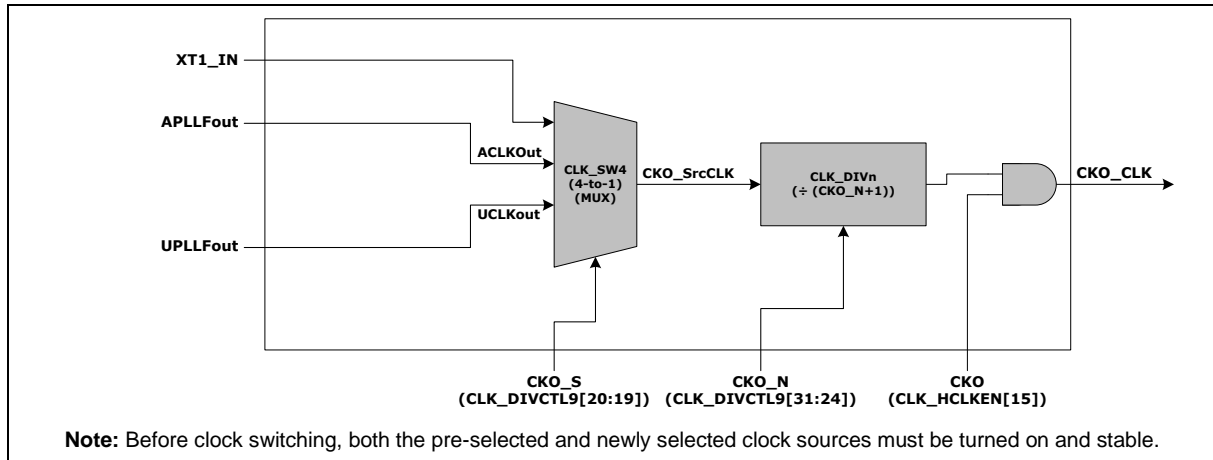 XT1_IN
APLLFout
ACLKOut
UCLKout
UPLLFout
CLK_SW4
(4-to-1)
(MUX)
CKO_SrcCLK
CLK_DIVn
(÷ (CKO_N+1))
CKO_CLK
CKO_S
(CLK_DIVCTL9[20:19])
CKO_N
(CLK_DIVCTL9[31:24])
CKO
(CLK_HCLKEN[15])
Note: Before clock switching, both the pre-selected and newly selected clock sources must be turned on and stable.